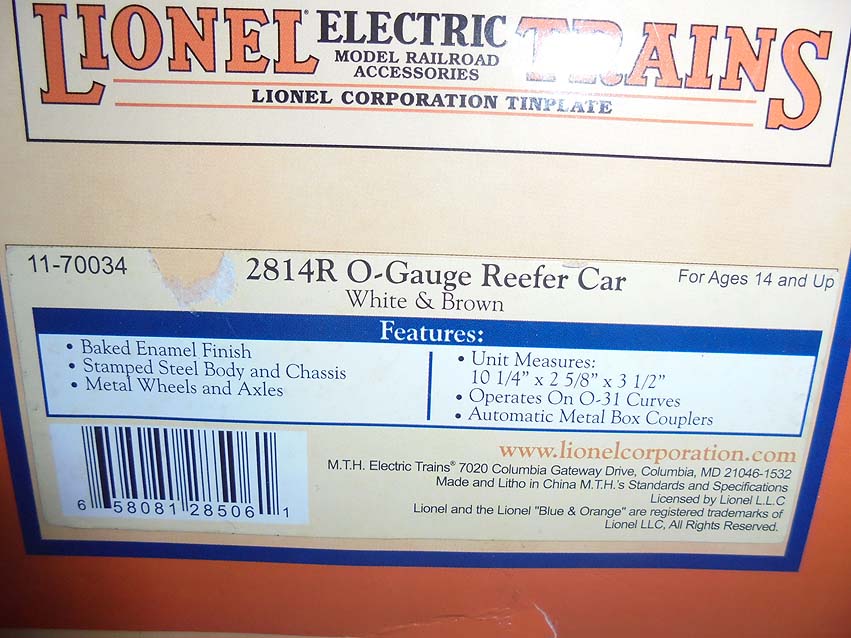 LIONEL ELECTRIC TRAINS
MODEL RAILROAD
ACCESSORIES
LIONEL CORPORATION TINPLATE
11-70034
2814R O-Gauge Reefer Car
For Ages 14 and Up
White & Brown
Features:
• Baked Enamel Finish
• Stamped Steel Body and Chassis
• Metal Wheels and Axles
• Unit Measures:
10 1/4" x 2 5/8" x 3 1/2"
• Operates On O-31 Curves
• Automatic Metal Box Couplers
www.lionelcorporation.com
M.T.H. Electric Trains® 7020 Columbia Gateway Drive, Columbia, MD 21046-1532
Made and Litho in China M.T.H.'s Standards and Specifications
Licensed by Lionel L.L.C
Lionel and the Lionel "Blue & Orange" are registered trademarks of
Lionel LLC, All Rights Reserved.
6 58081 28506 1